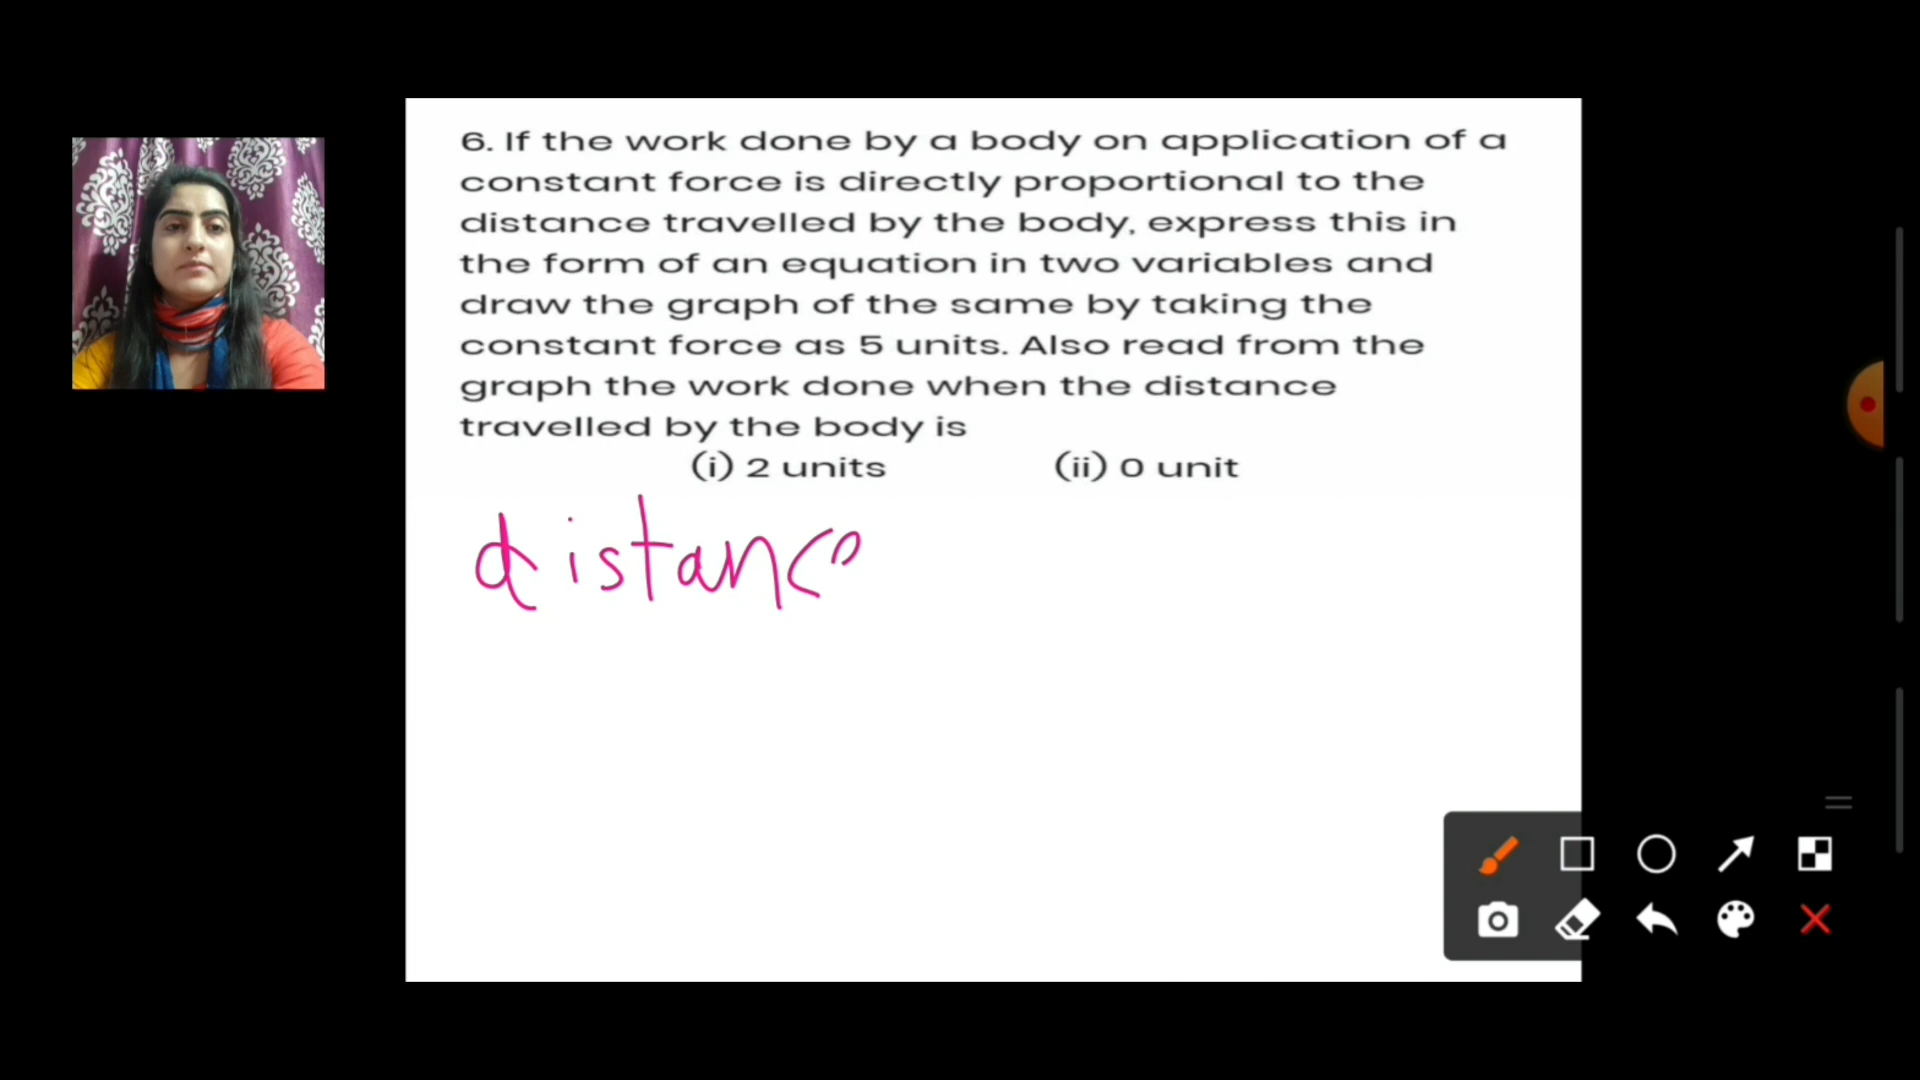 6. If the work done by a body on application of a
constant force is directly proportional to the
distance travelled by the body, express this in
the form of an equation in two variables and
draw the graph of the same by taking the
constant force as 5 units. Also read from the
graph the work done when the distance
travelled by the body is
(i) 2 units (ii) 0 unit
distance